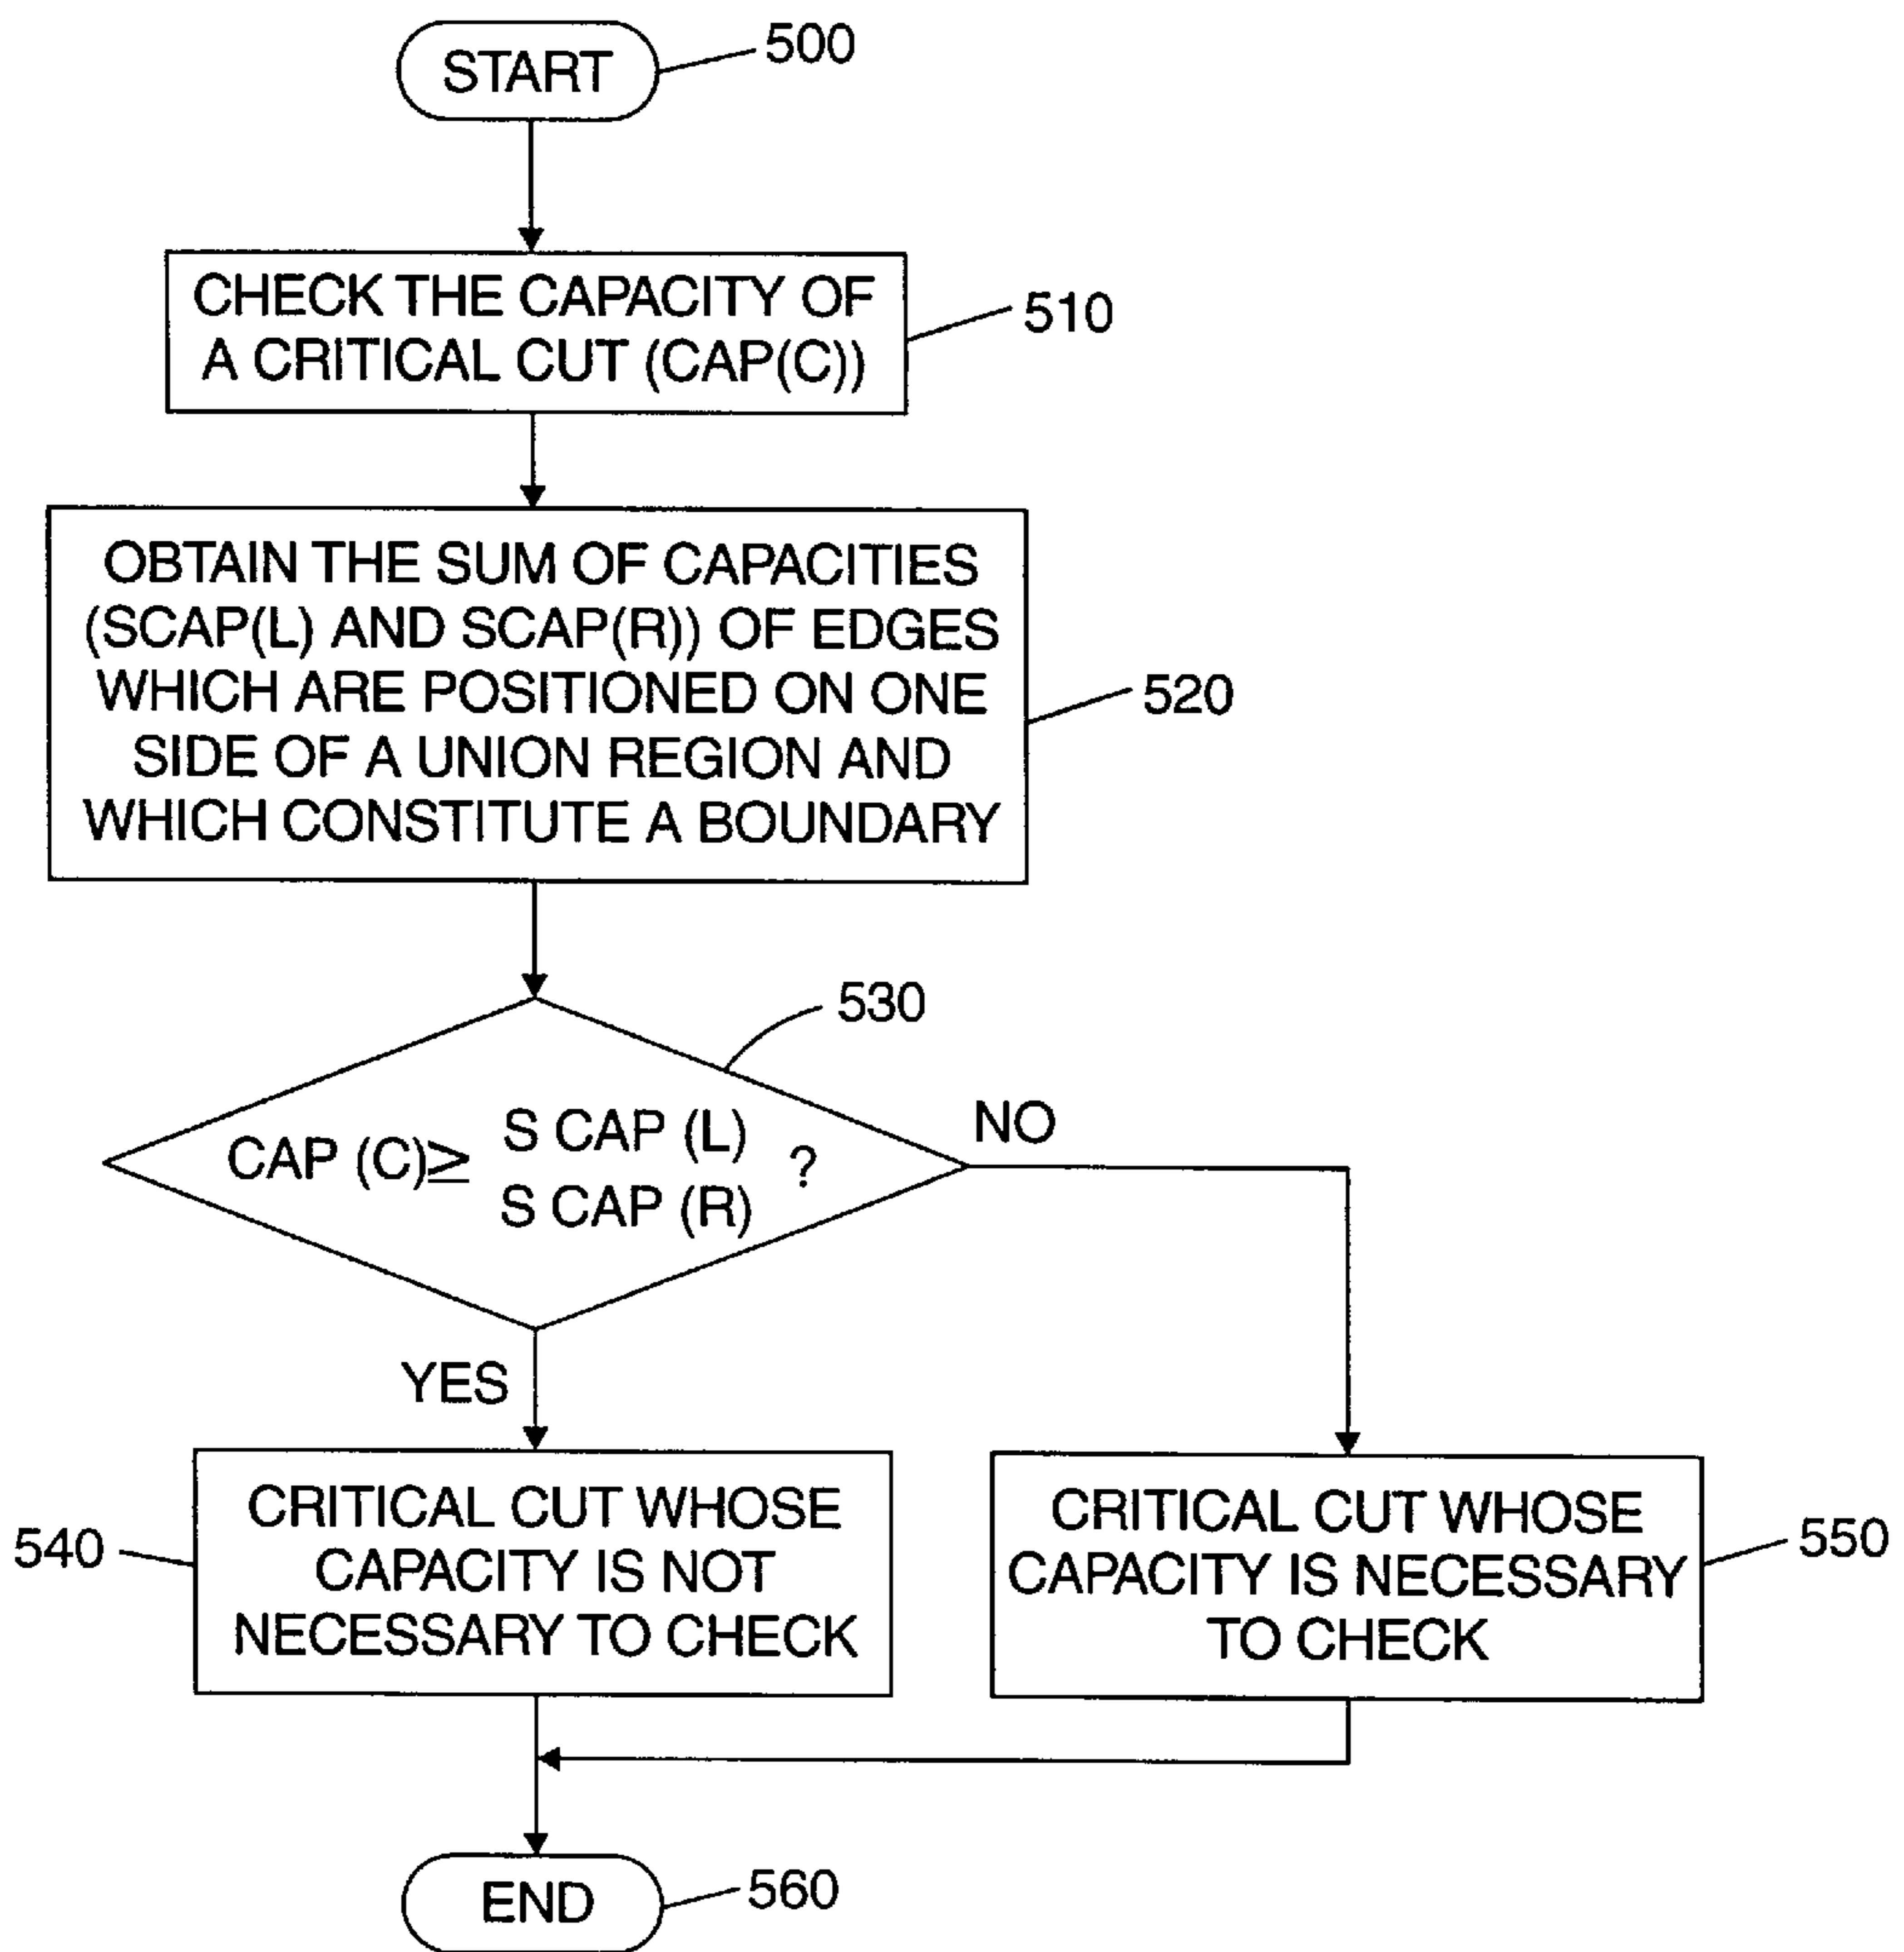 START
500
CHECK THE CAPACITY OF
A CRITICAL CUT (CAP(C))
510
OBTAIN THE SUM OF CAPACITIES
(SCAP(L) AND SCAP(R)) OF EDGES
WHICH ARE POSITIONED ON ONE
SIDE OF A UNION REGION AND
WHICH CONSTITUTE A BOUNDARY
520
530
CAP (C)≥ S CAP (L)
S CAP (R) ?
NO
YES
CRITICAL CUT WHOSE
CAPACITY IS NOT
NECESSARY TO CHECK
540
CRITICAL CUT WHOSE
CAPACITY IS NECESSARY
TO CHECK
550
END
560